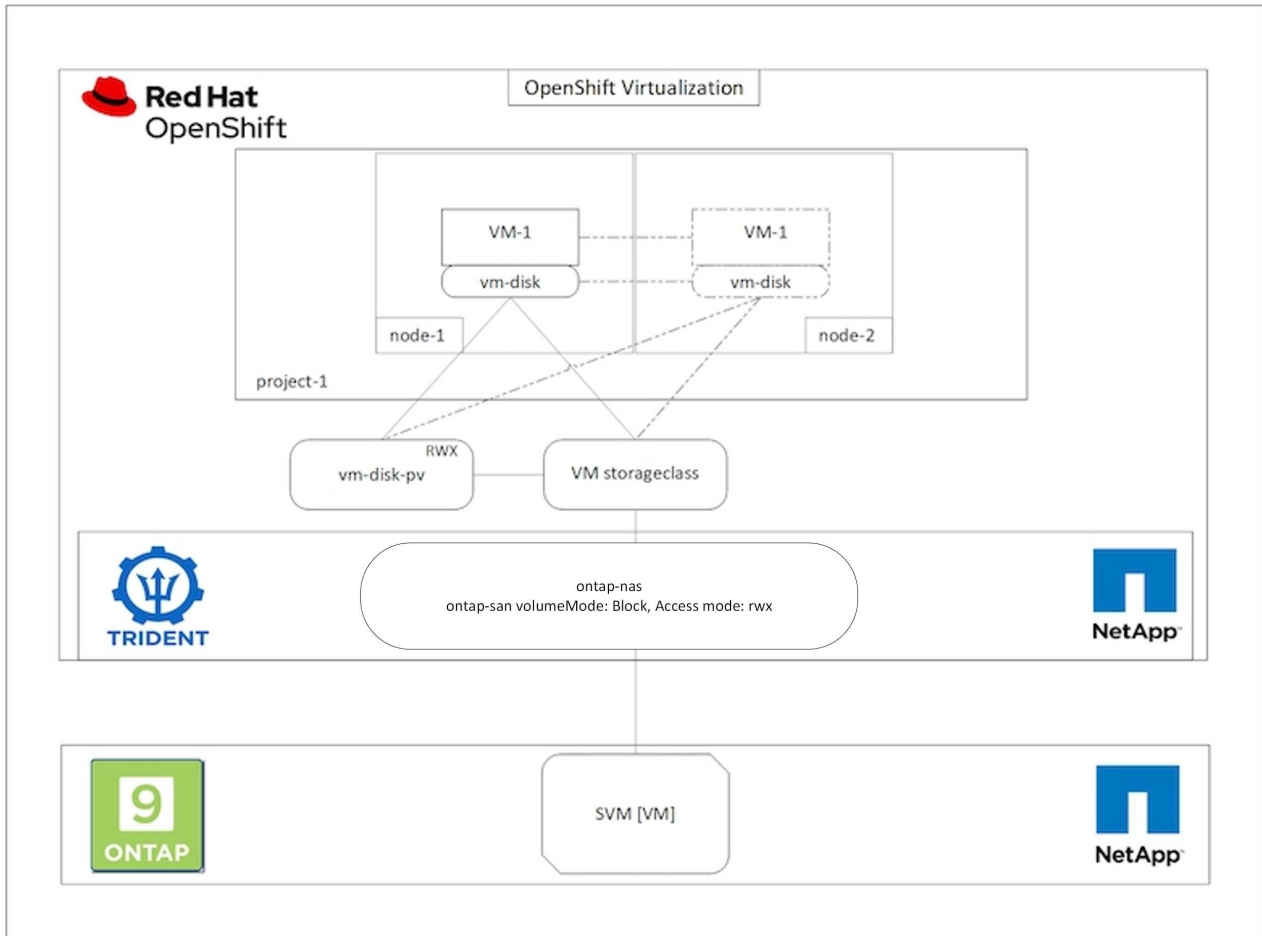 OpenShift Virtualization
Red Hat
OpenShift
VM-1
VM-1
vm-disk
vm-disk
node-1
node-2
project-1
RWX
vm-disk-pv
VM storageclass
ontap-nas
ontap-san volumeMode: Block, Access mode: rwx
TRIDENT
NetApp™
9
ONTAP
SVM [VM]
NetApp™